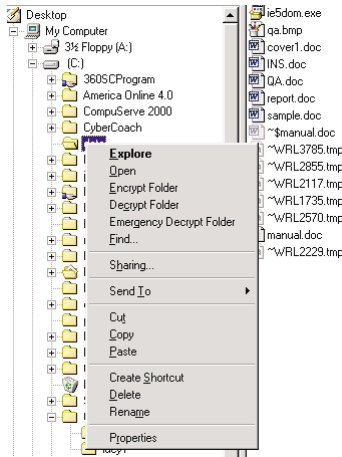 Desktop
My Computer
3½ Floppy (A:)
(C:)
360SCProgram
America Online 4.0
CompuServe 2000
CyberCoach
Explore
Open
Encrypt Folder
Decrypt Folder
Emergency Decrypt Folder
Find...
Sharing...
Send To
Cut
Copy
Paste
Create Shortcut
Delete
Rename
Properties
ie5dom.exe
qa.bmp
cover1.doc
INS.doc
QA.doc
report.doc
sample.doc
~$manual.doc
~WRL3785.tmp
~WRL2855.tmp
~WRL2117.tmp
~WRL1735.tmp
~WRL2570.tmp
manual.doc
~WRL2229.tmp